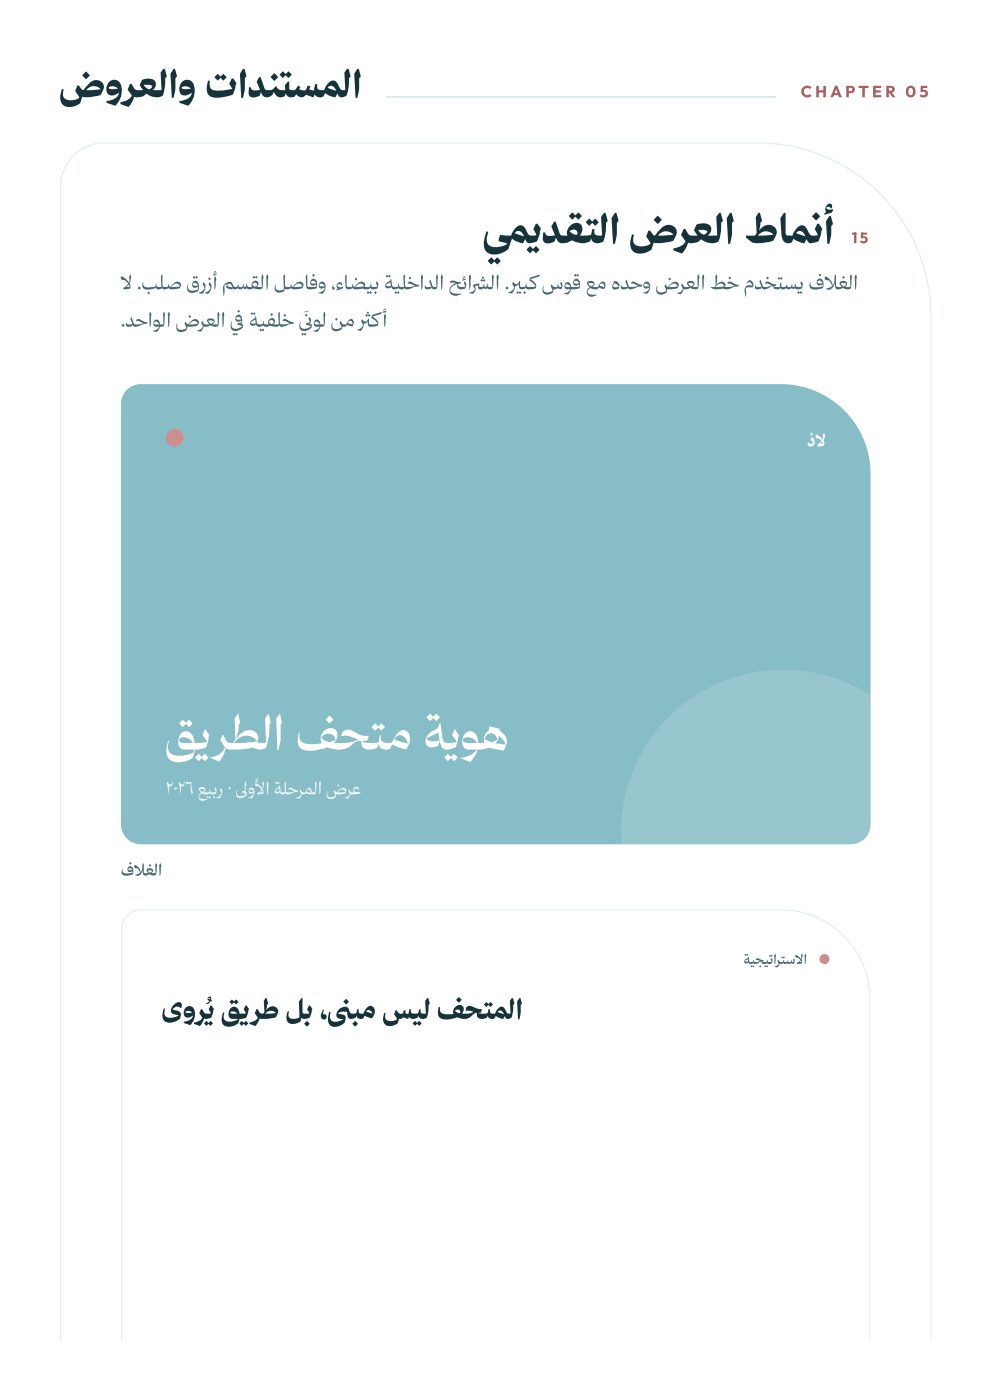 المستندات والعروض
CHAPTER 05
15 أنماط العرض التقديمي
الغلاف يستخدم خط العرض وحده مع قوس كبير. الشرائح الداخلية بيضاء، وفاصل القسم أزرق صلب. لا
أكثر من لونَي خلفية في العرض الواحد.
لاذ
هوية متحف الطريق
عرض المرحلة الأولى · ربيع ٢٠٢٦
الغلاف
الاستراتيجية
المتحف ليس مبنى، بل طريق يُروى